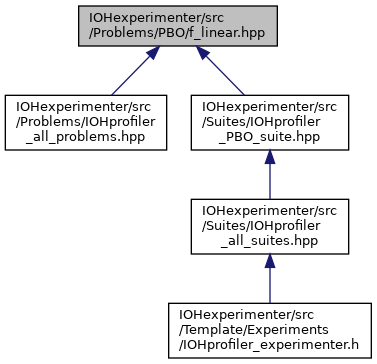 IOHexperimenter/src
/Problems/PBO/f_linear.hpp
IOHexperimenter/src
/Problems/IOHprofiler
_all_problems.hpp
IOHexperimenter/src
/Suites/IOHprofiler
_PBO_suite.hpp
IOHexperimenter/src
/Suites/IOHprofiler
_all_suites.hpp
IOHexperimenter/src
/Template/Experiments
/IOHprofiler_experimenter.h